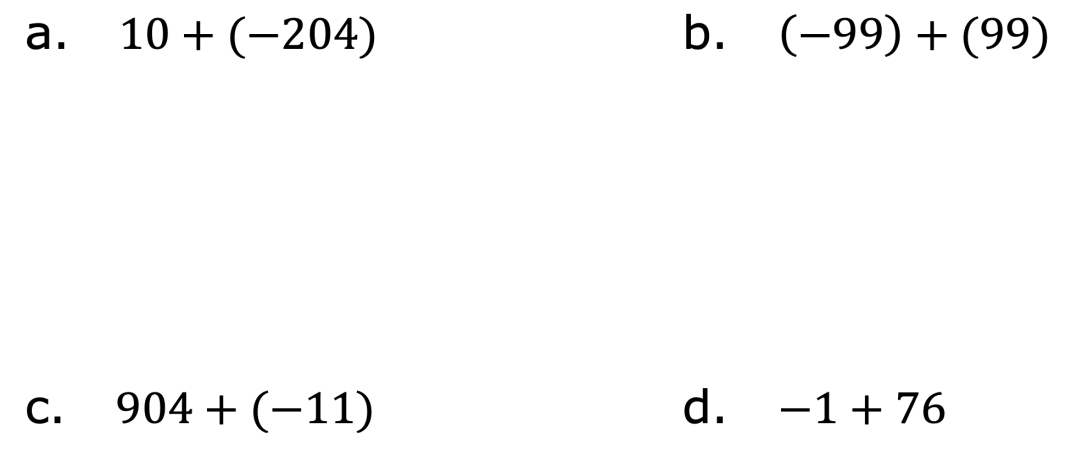 a. 10 + (−204) b. (−99) + (99)
c. 904 + (−11) d. −1 + 76